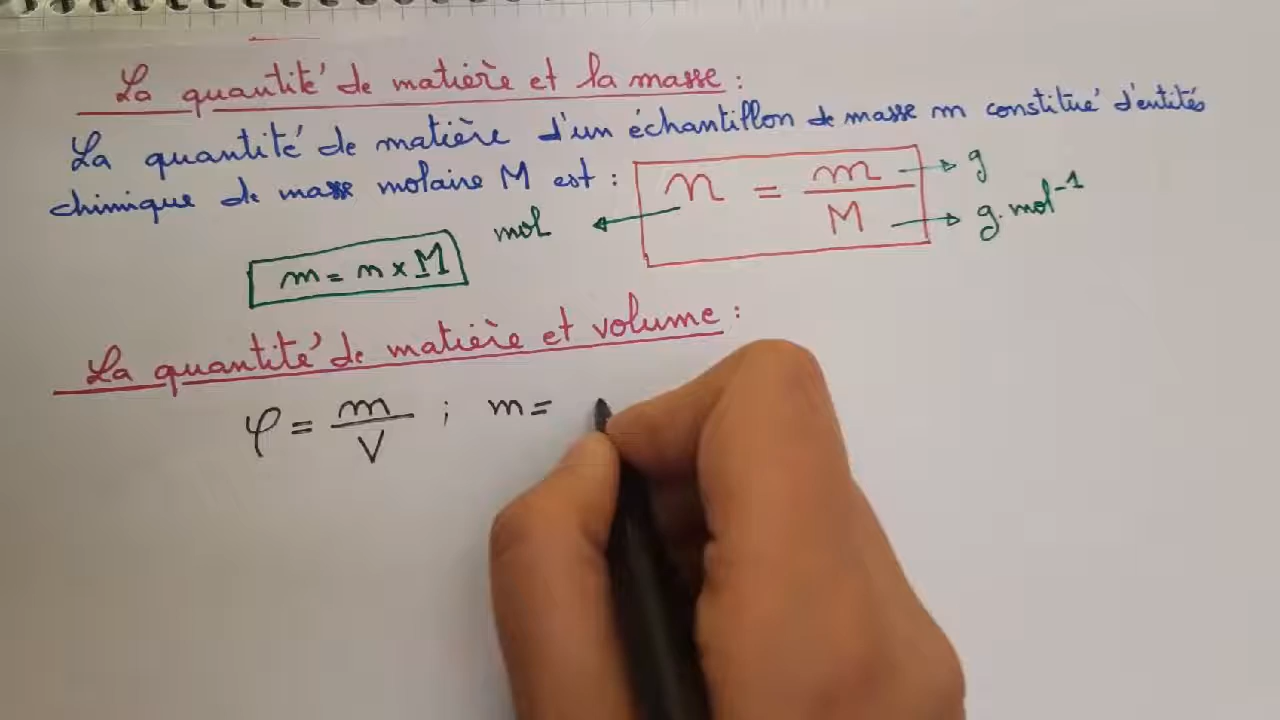 La quantité de matière et la masse :
La quantité de matière d'un échantillon de masse m constitué d'entités
chimique de masse molaire M est : n = m/M → g
mol ← → g.mol⁻¹
m = n × M
La quantité de matière et volume :
φ = m/V ; m =